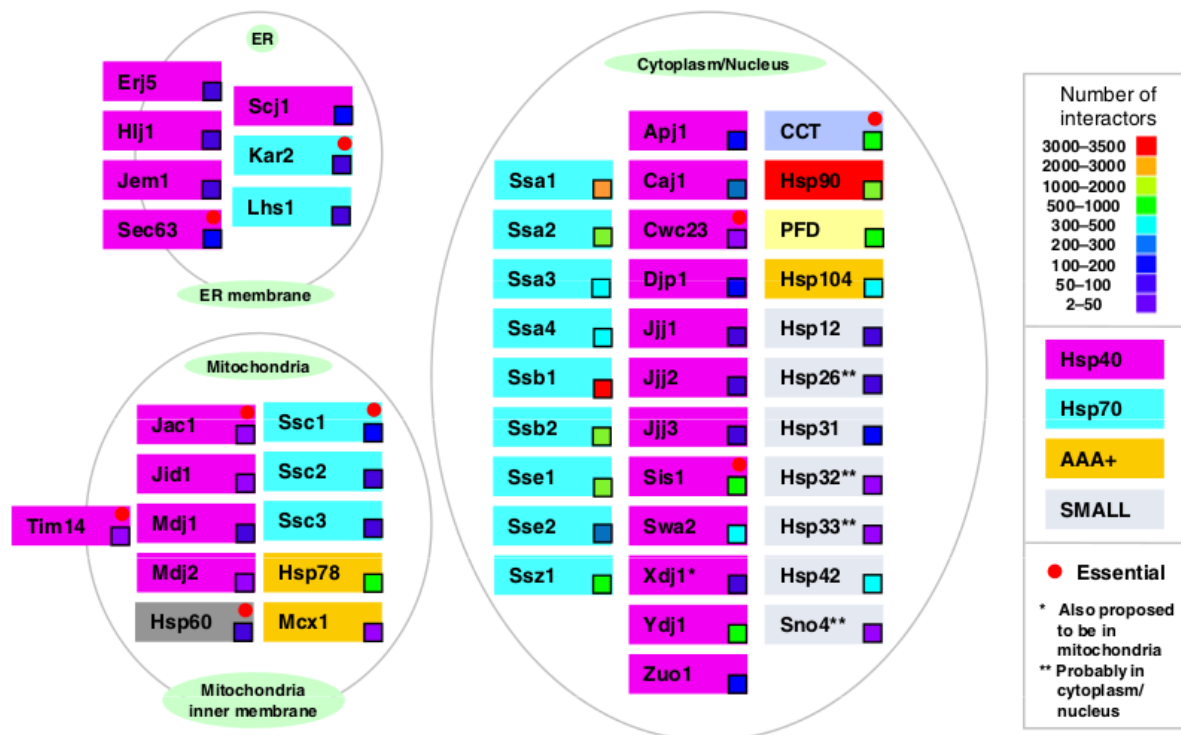 ER
Erj5
Hlj1
Jem1
Sec63
Scj1
Kar2
Lhs1
ER membrane
Mitochondria
Jac1
Jid1
Tim14
Mdj1
Mdj2
Hsp60
Ssc1
Ssc2
Ssc3
Hsp78
Mcx1
Mitochondria
inner membrane
Cytoplasm/Nucleus
Ssa1
Ssa2
Ssa3
Ssa4
Ssb1
Ssb2
Sse1
Sse2
Ssz1
Apj1
Caj1
Cwc23
Djp1
Jjj1
Jjj2
Jjj3
Sis1
Swa2
Xdj1*
Ydj1
Zuo1
CCT
Hsp90
PFD
Hsp104
Hsp12
Hsp26**
Hsp31
Hsp32**
Hsp33**
Hsp42
Sno4**
Number of
interactors
3000–3500
2000–3000
1000–2000
500–1000
300–500
200–300
100–200
50–100
2–50
Hsp40
Hsp70
AAA+
SMALL
Essential
* Also proposed
to be in
mitochondria
** Probably in
cytoplasm/
nucleus